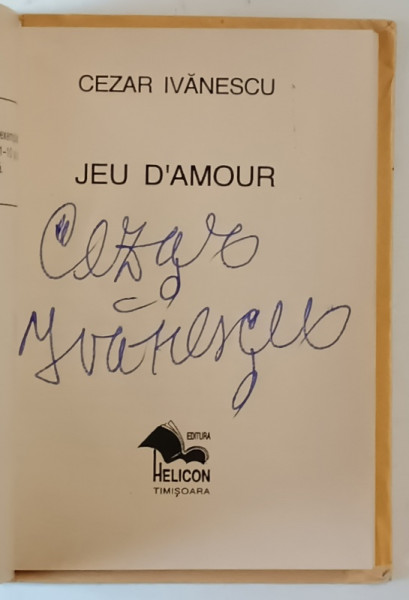 CEZAR IVĂNESCU
JEU D'AMOUR
Cezar
Ivănescu
EDITURA
HELICON
TIMIŞOARA